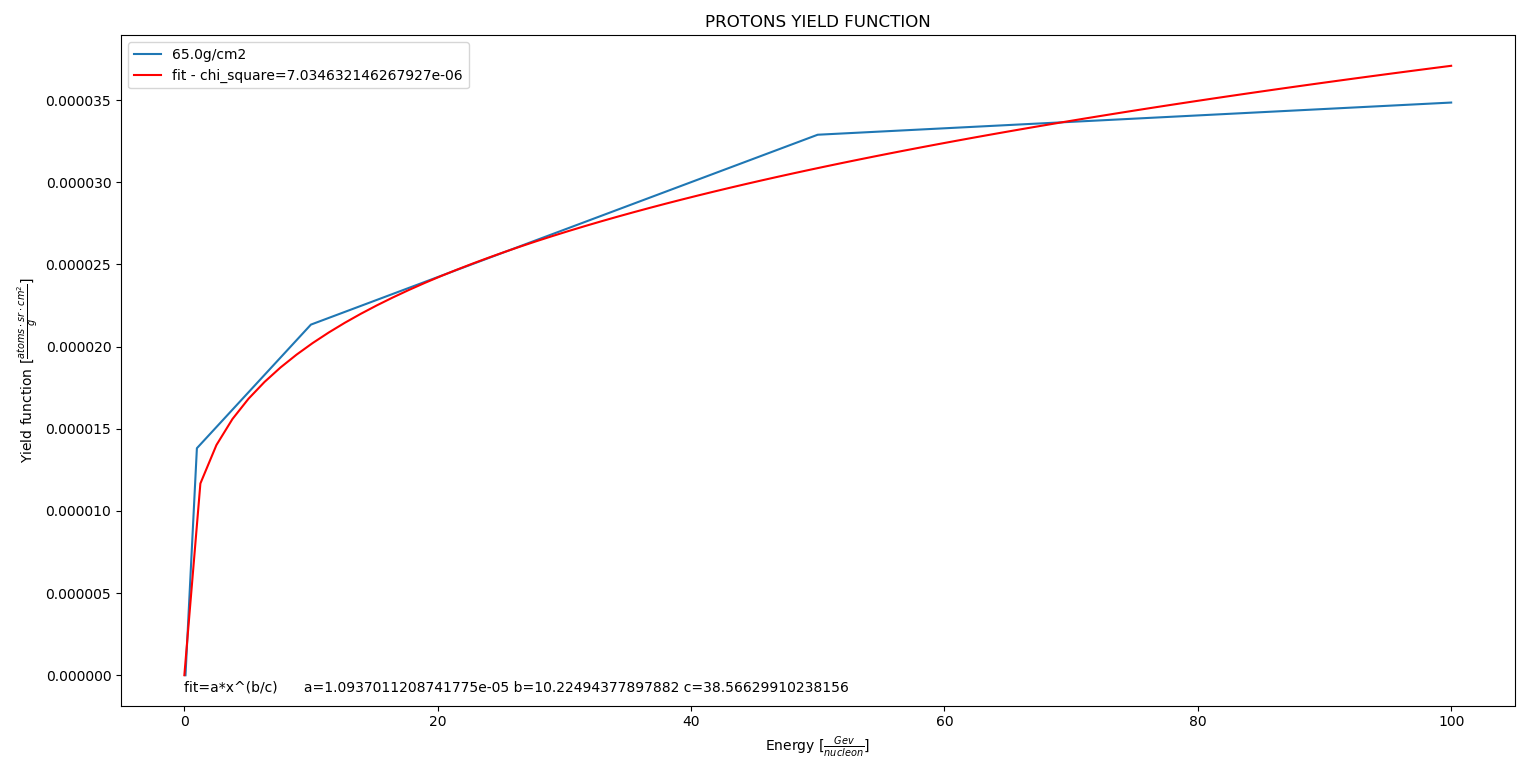 PROTONS YIELD FUNCTION
65.0g/cm2
fit - chi_square=7.034632146267927e-06
0.000035
0.000030
0.000025
0.000020
0.000015
0.000010
0.000005
0.000000
Yield function [atoms·sr·cm²/g]
fit=a*x^(b/c) a=1.0937011208741775e-05 b=10.22494377897882 c=38.56629910238156
0 20 40 60 80 100
Energy [Gev/nucleon]